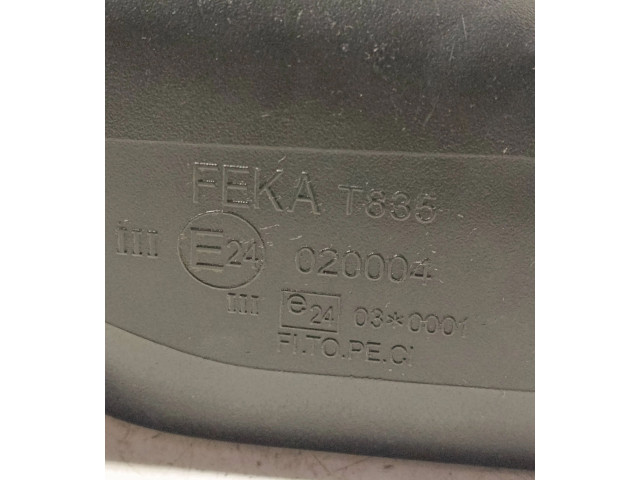 FEKA T835
III E24 020004
III e24 03*0001
FI.TO.PE.CI